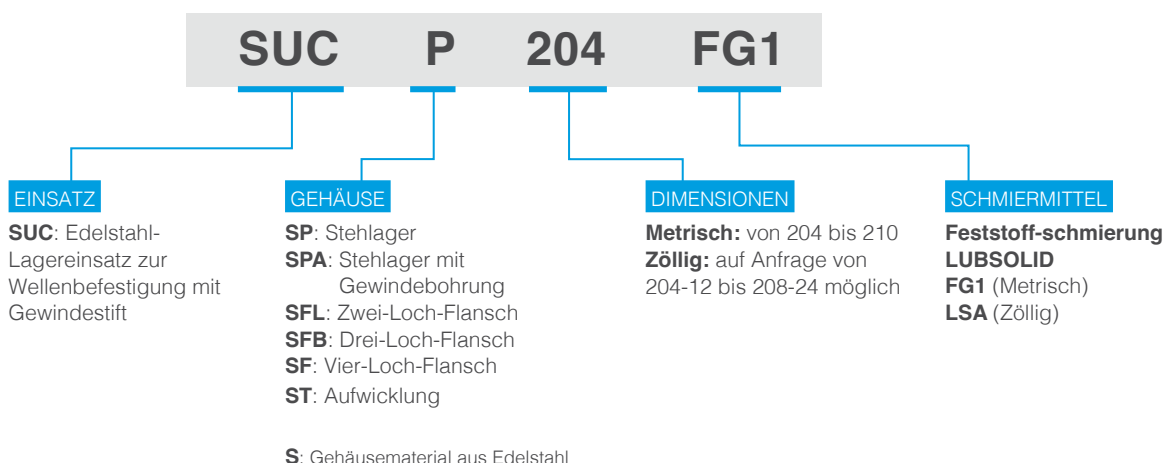 SUC P 204 FG1
EINSATZ
SUC: Edelstahl-
Lagereinsatz zur
Wellenbefestigung mit
Gewindestift
GEHÄUSE
SP: Stehlager
SPA: Stehlager mit
Gewindebohrung
SFL: Zwei-Loch-Flansch
SFB: Drei-Loch-Flansch
SF: Vier-Loch-Flansch
ST: Aufwicklung
S: Gehäusematerial aus Edelstahl
DIMENSIONEN
Metrisch: von 204 bis 210
Zöllig: auf Anfrage von
204-12 bis 208-24 möglich
SCHMIERMITTEL
Feststoff-schmierung
LUBSOLID
FG1 (Metrisch)
LSA (Zöllig)